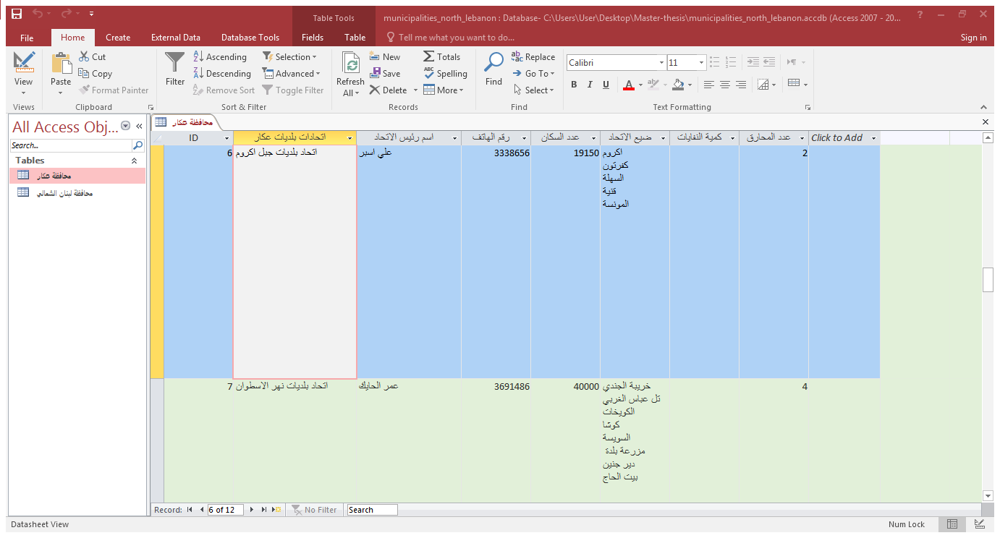 Table Tools
municipalities_north_lebanon : Database- C:\Users\User\Desktop\Master-thesis\municipalities_north_lebanon.accdb (Access 2007 - 20...
?
File
Home
Create
External Data
Database Tools
Fields
Table
Tell me what you want to do...
Sign in
View
Views
Paste
Cut
Copy
Format Painter
Clipboard
Filter
Ascending
Descending
Remove Sort
Selection
Advanced
Toggle Filter
Sort & Filter
Refresh
All
New
Save
Delete
Totals
Spelling
More
Records
Find
Replace
Go To
Select
Find
Calibri
11
B I U A
Text Formatting
All Access Obj...
Search...
Tables
محافظة عكار
محافظة لبنان الشمالي
محافظة عكار
ID
اتحادات بلديات عكار
اسم رئيس الاتحاد
رقم الهاتف
عدد السكان
ضيع الاتحاد
كمية النفايات
عدد المحارق
Click to Add
6
اتحاد بلديات جبل اكروم
علي اسبر
3338656
19150
اكروم
كفرتون
السهلة
قنية
المونسة
2
7
اتحاد بلديات نهر الاسطوان
عمر الحايك
3691486
40000
خريبة الجندي
تل عباس الغربي
الكويخات
كوشا
السويسة
مزرعة بلدة
دير جنين
بيت الحاج
4
Record:
6 of 12
No Filter
Search
Datasheet View
Num Lock